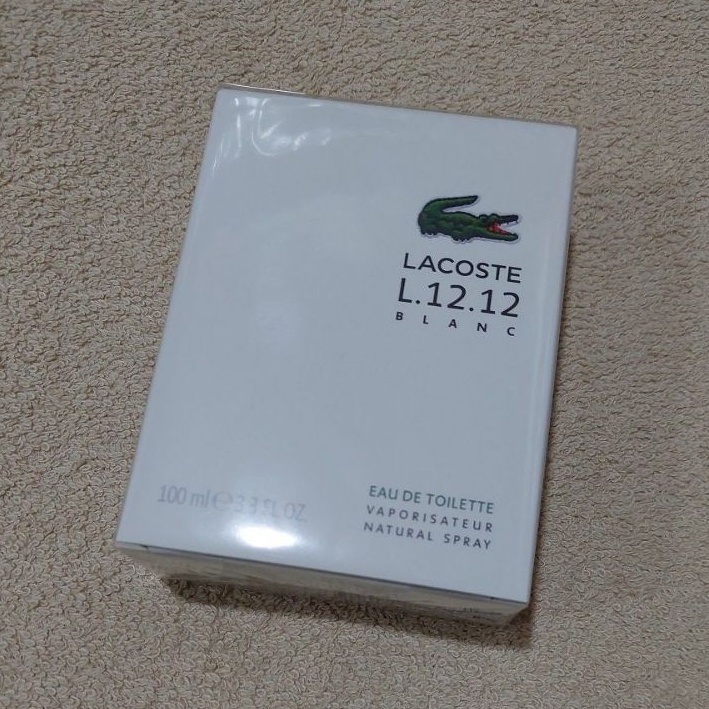 LACOSTE
L.12.12
BLANC
100 ml ℮ 3.3 FL.OZ.
EAU DE TOILETTE
VAPORISATEUR
NATURAL SPRAY